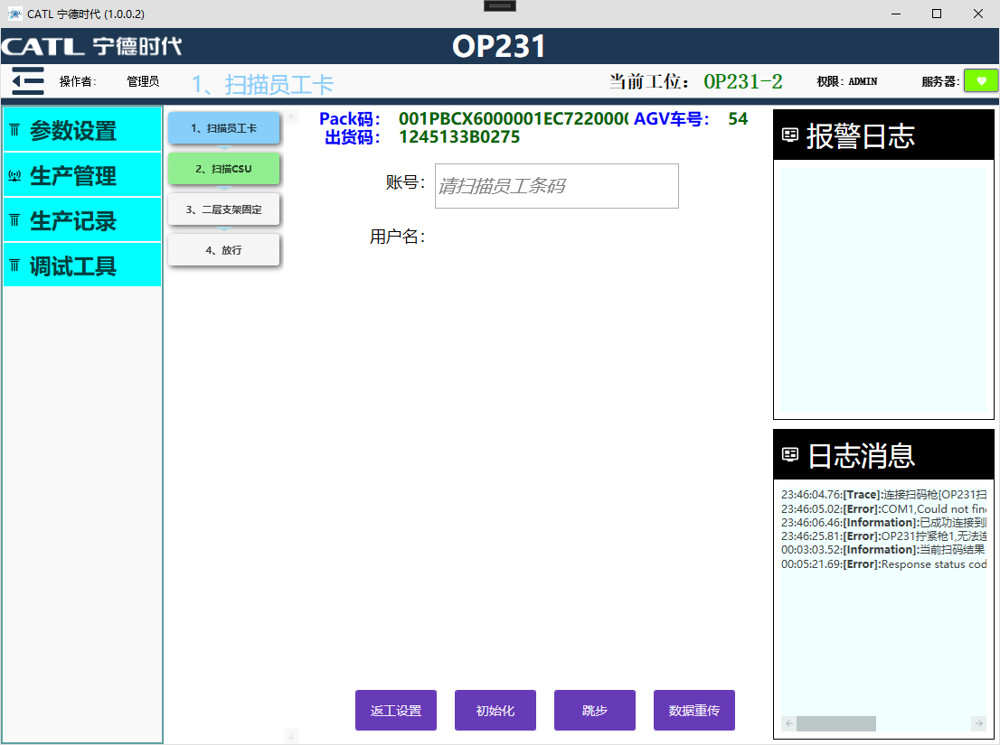 CATL 宁德时代 (1.0.0.2)
CATL 宁德时代
OP231
操作者:
管理员
1、扫描员工卡
当前工位:
OP231-2
权限: ADMIN
服务器:
参数设置
生产管理
生产记录
调试工具
1、扫描员工卡
2、扫描CSU
3、二层支架固定
4、放行
Pack码: 001PBCX6000001EC722000 AGV车号: 54
出货码: 1245133B0275
账号: 请扫描员工条码
用户名:
返工设置
初始化
跳步
数据重传
报警日志
日志消息
23:46:04.76:[Trace]:连接扫码枪[OP231扫
23:46:05.02:[Error]:COM1,Could not fin
23:46:06.46:[Information]:已成功连接到
23:46:25.81:[Error]:OP231拧紧枪1,无法连
00:03:03.52:[Information]:当前扫码结果
00:05:21.69:[Error]:Response status cod